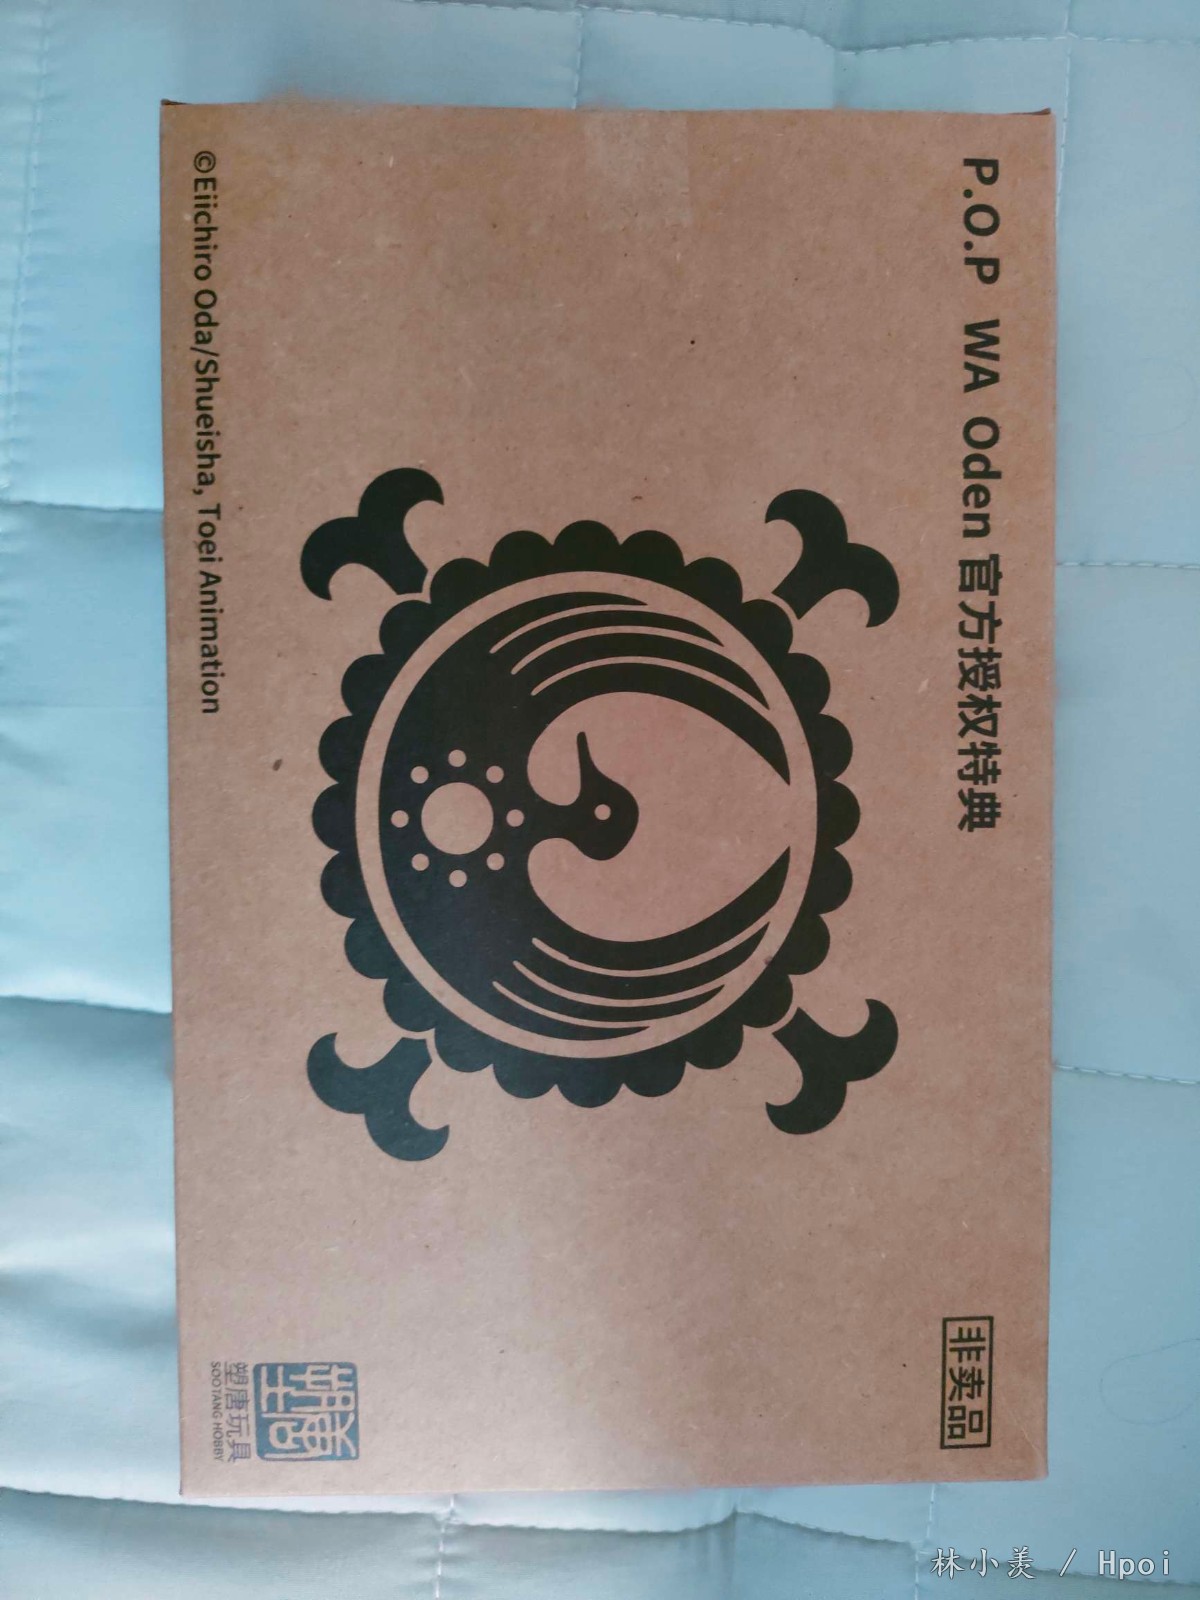 P.O.P WA Oden 官方授权特典
非卖品
©Eiichiro Oda/Shueisha, Toei Animation
塑唐玩具
SOOTANG HOBBY
林小羙 / Hpoi